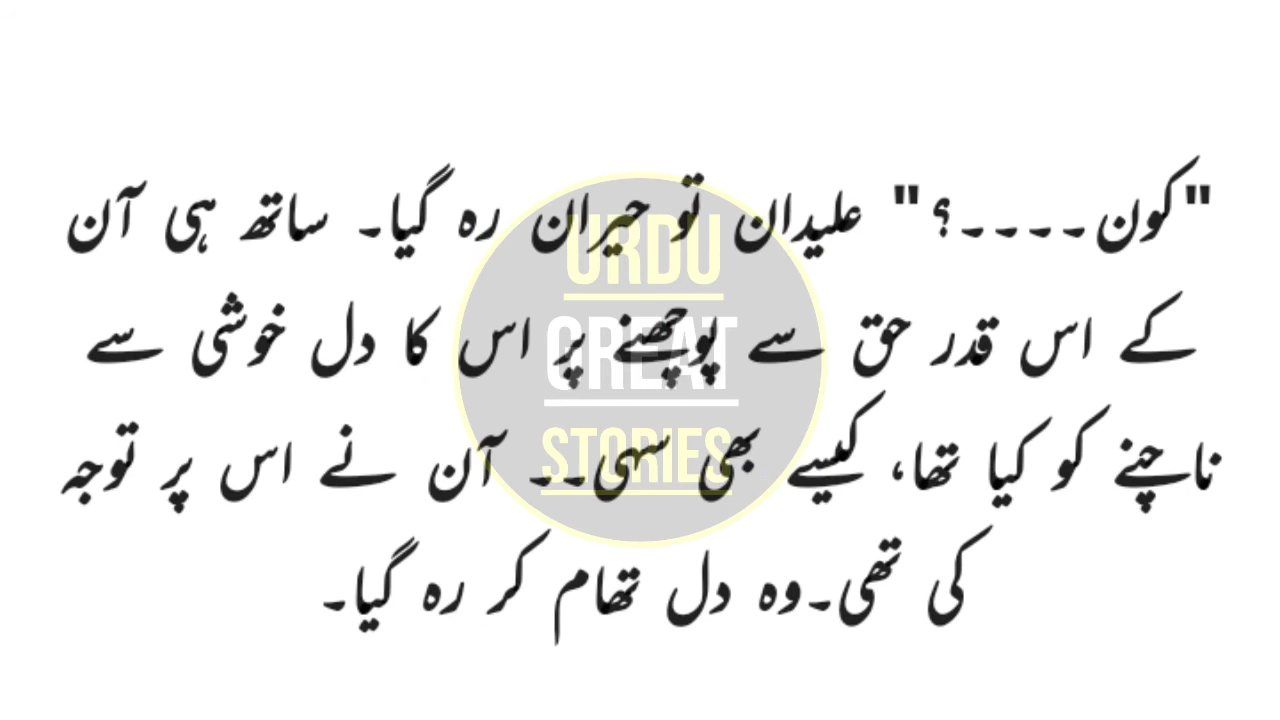 "کون۔۔۔۔؟" علیدان تو حیران رہ گیا۔ ساتھ ہی آن
کے اس قدر حق سے پوچھنے پر اس کا دل خوشی سے
ناچنے کو کیا تھا، کیسے بھی سہی۔۔ آن نے اس پر توجہ
کی تھی۔وہ دل تھام کر رہ گیا۔
URDU
GREAT
STORIES